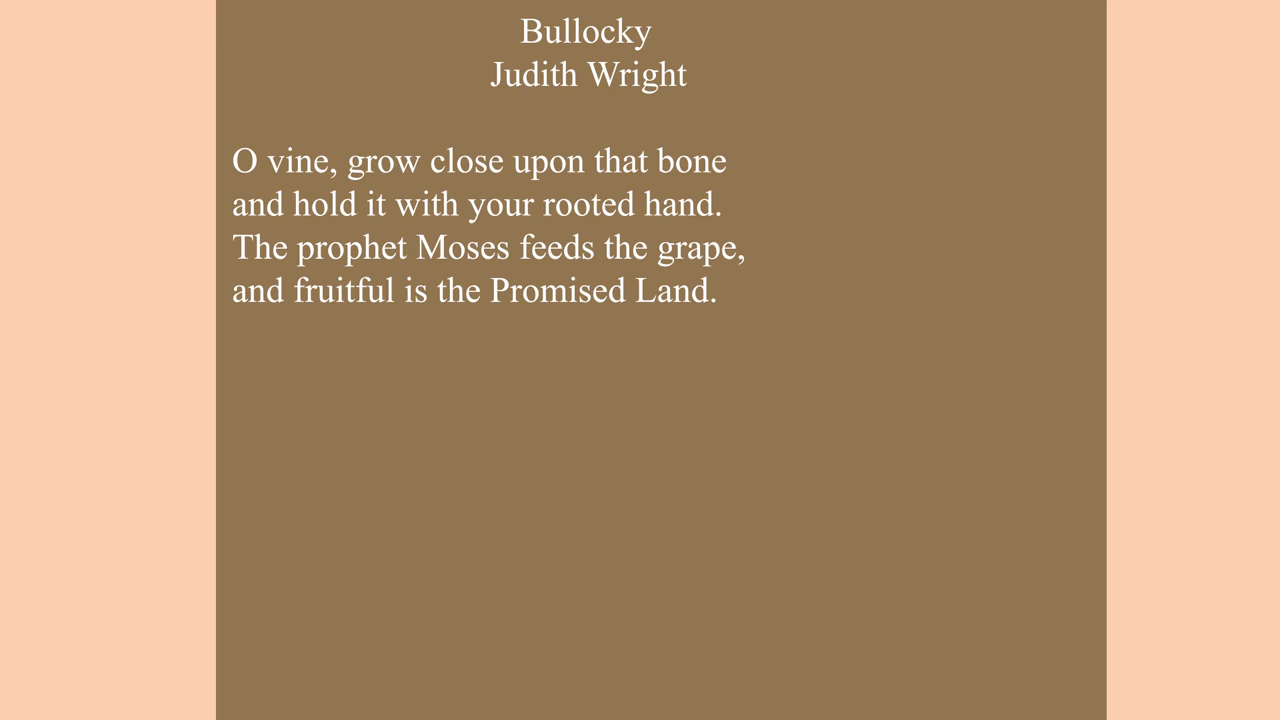 Bullocky
Judith Wright
O vine, grow close upon that bone
and hold it with your rooted hand.
The prophet Moses feeds the grape,
and fruitful is the Promised Land.